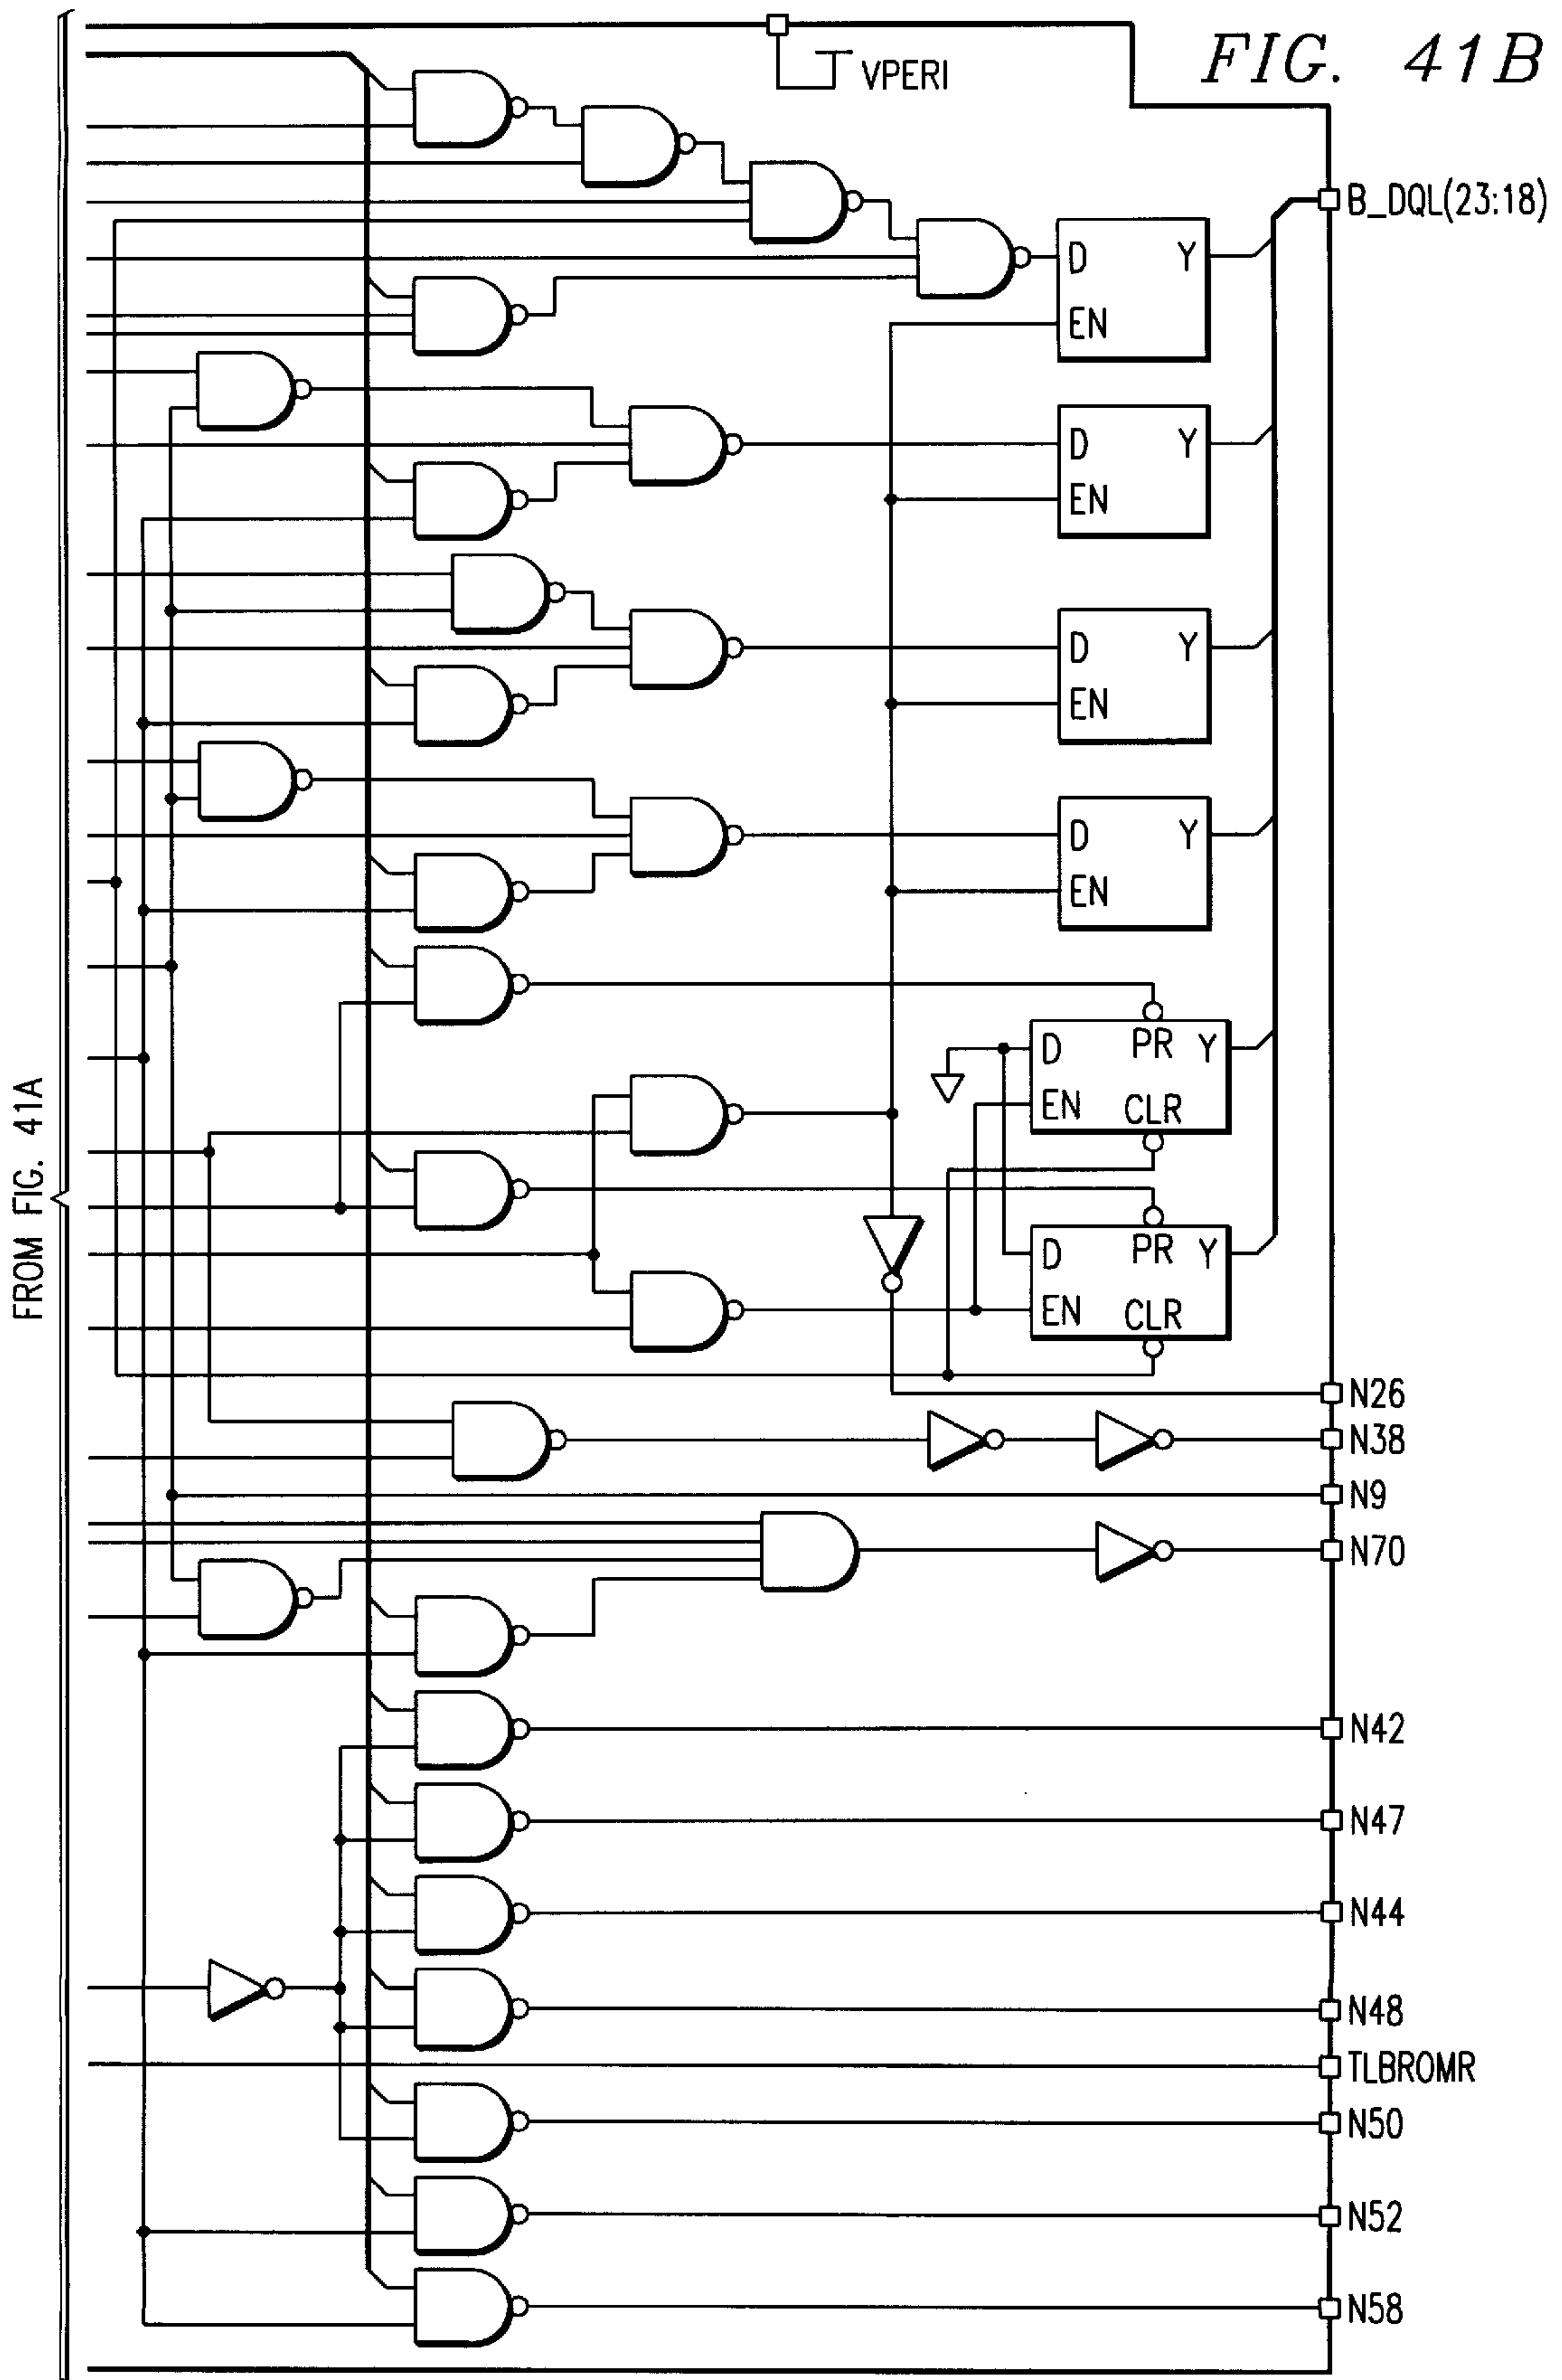 FIG. 41B
VPERI
B_DQL(23:18)
D Y
EN
D Y
EN
D Y
EN
D Y
EN
D PR Y
EN CLR
D PR Y
EN CLR
FROM FIG. 41A
N26
N38
N9
N70
N42
N47
N44
N48
TLBROMR
N50
N52
N58